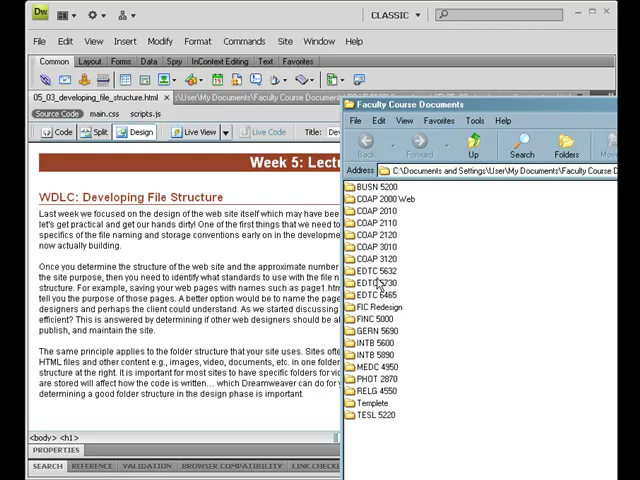 Dw
CLASSIC
File Edit View Insert Modify Format Commands Site Window Help
Common Layout Forms Data Spry InContext Editing Text Favorites
05_03_developing_file_structure.html
Source Code main.css scripts.js
Code Split Design Live View Live Code Title:
Week 5: Lectu
WDLC: Developing File Structure
Last week we focused on the design of the web site itself which may have been
let's get practical and get our hands dirty! One of the first things that we need to
specifics of the file naming and storage conventions early on in the development
now actually building.
Once you determine the structure of the web site and the approximate number
the site purpose, then you need to identify what standards to use with the file n
structure. For example, saving your web pages with names such as page1.htm
tell you the purpose of those pages. A better option would be to name the page
designers and perhaps the client could understand. As we started discussing
efficient? This is answered by determining if other web designers should be a
publish, and maintain the site.
The same principle applies to the folder structure that your site uses. Sites ofte
HTML files and other content e.g., images, video, documents, etc. in one folder
structure at the right. It is important for most sites to have specific folders for vi
are stored will affect how the code is written... which Dreamweaver can do for y
determining a good folder structure in the design phase is important.
<body> <h1>
PROPERTIES
SEARCH REFERENCE VALIDATION BROWSER COMPATIBILITY LINK CHECKE
Faculty Course Documents
File Edit View Favorites Tools Help
Back Forward Up Search Folders Move
Address C:\Documents and Settings\User\My Documents\Faculty Course D
BUSN 5200
COAP 2000 Web
COAP 2010
COAP 2110
COAP 2120
COAP 3010
COAP 3120
EDTC 5632
EDTC 5730
EDTC 6465
FIC Redesign
FINC 5000
GERN 5690
INTB 5600
INTB 5890
MEDC 4950
PHOT 2870
RELG 4550
Templete
TESL 5220